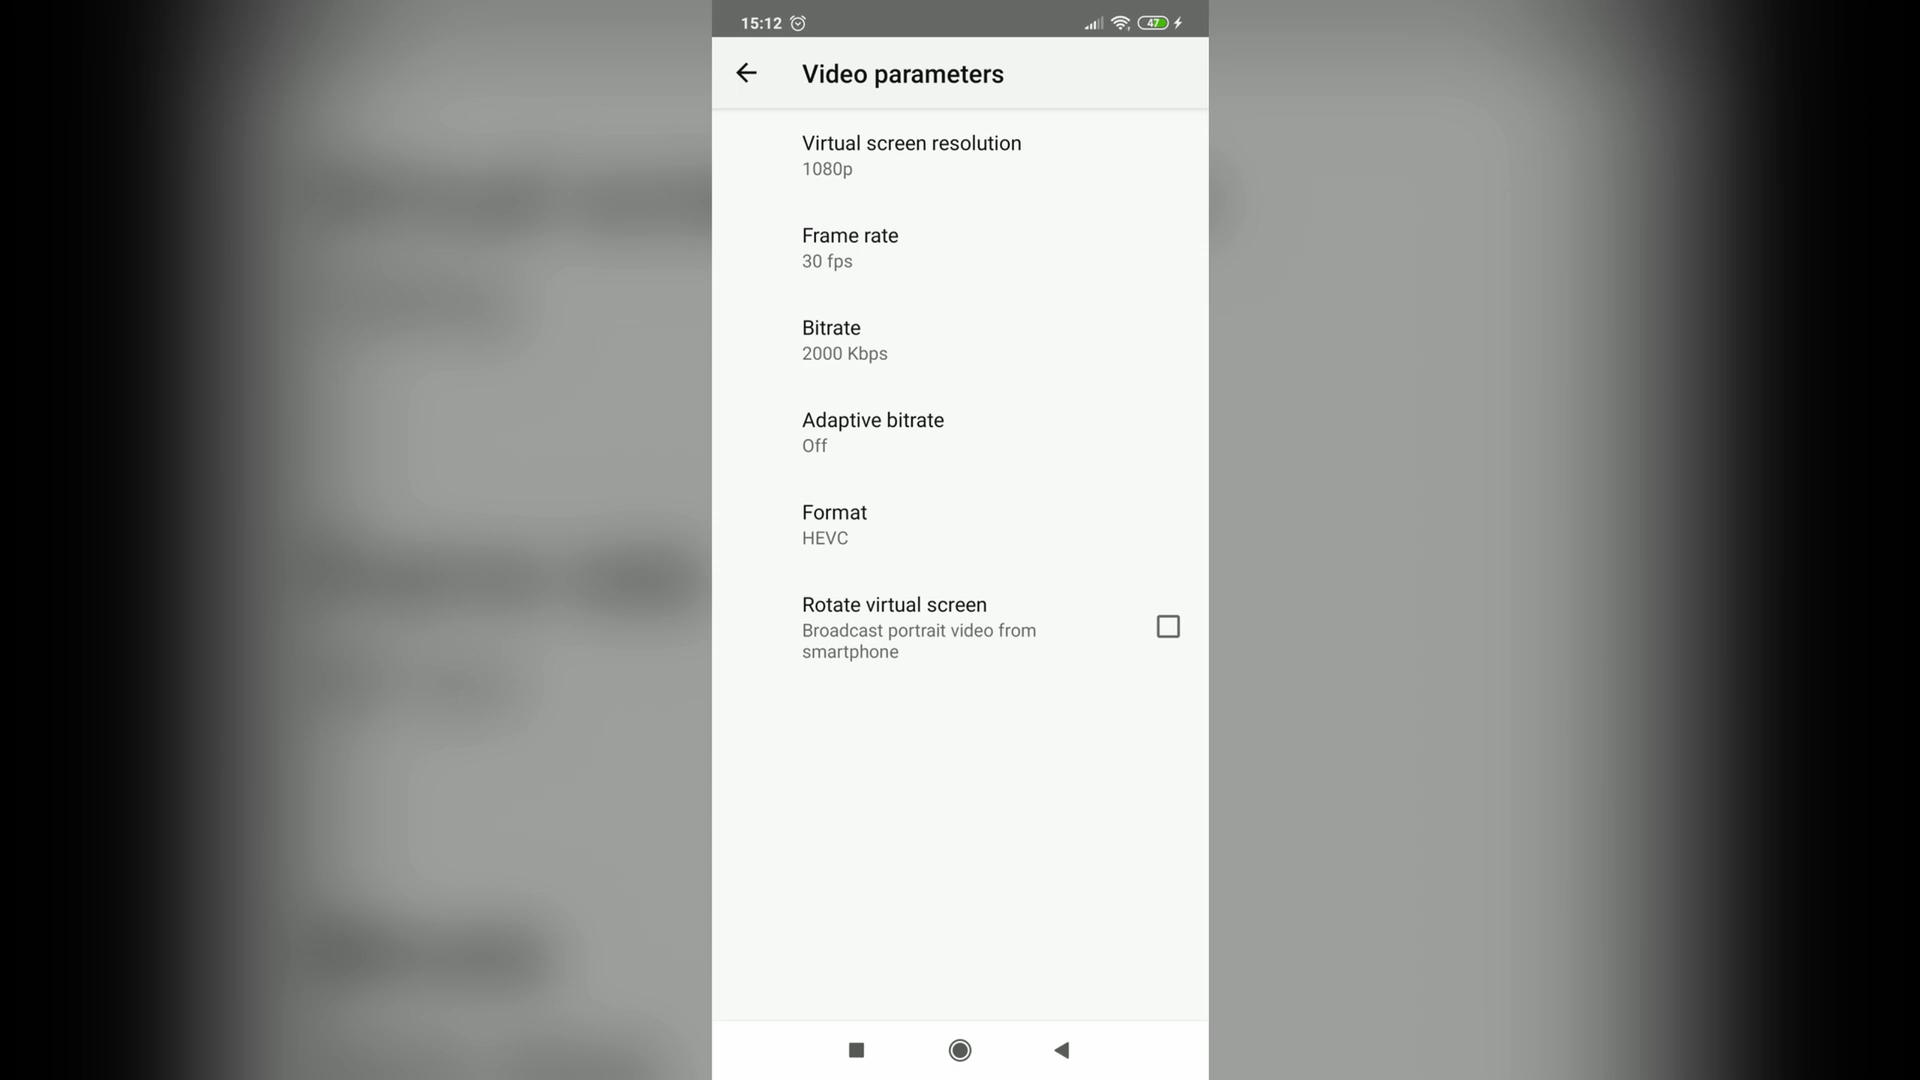 15:12
47
Video parameters
Virtual screen resolution
1080p
Frame rate
30 fps
Bitrate
2000 Kbps
Adaptive bitrate
Off
Format
HEVC
Rotate virtual screen
Broadcast portrait video from
smartphone